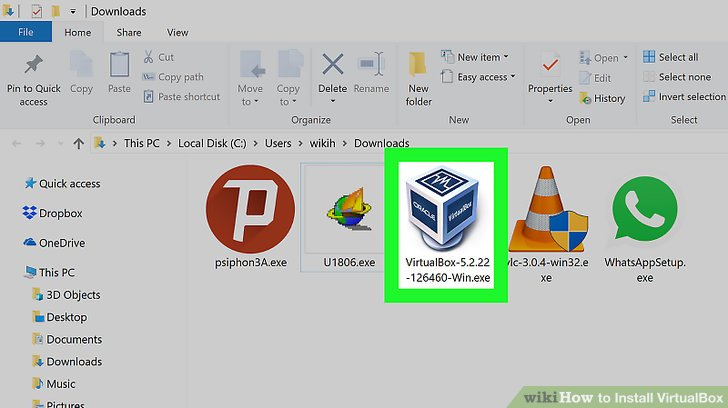 Downloads
File Home Share View
Pin to Quick access
Copy
Paste
Cut
Copy path
Paste shortcut
Clipboard
Move to
Copy to
Delete
Rename
Organize
New folder
New item
Easy access
New
Properties
Open
Edit
History
Open
Select all
Select none
Invert selection
Select
This PC > Local Disk (C:) > Users > wikih > Downloads
Quick access
Dropbox
OneDrive
This PC
3D Objects
Desktop
Documents
Downloads
Music
Pictures
psiphon3A.exe
U1806.exe
ORACLE
VirtualBox
VirtualBox-5.2.22
-126460-Win.exe
vlc-3.0.4-win32.e
xe
WhatsAppSetup.
exe
wikiHow to Install VirtualBox